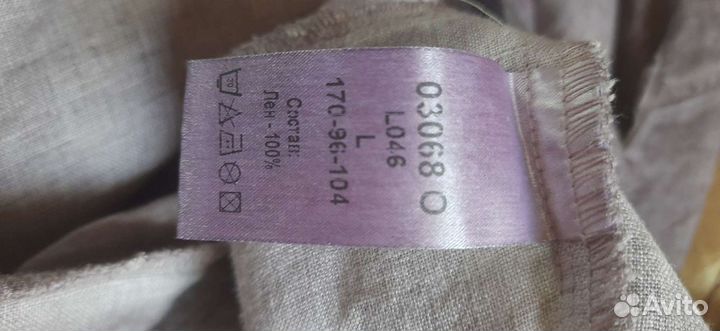 03068 O
L046
L
170-96-104
Состав:
Лен - 100%
Avito